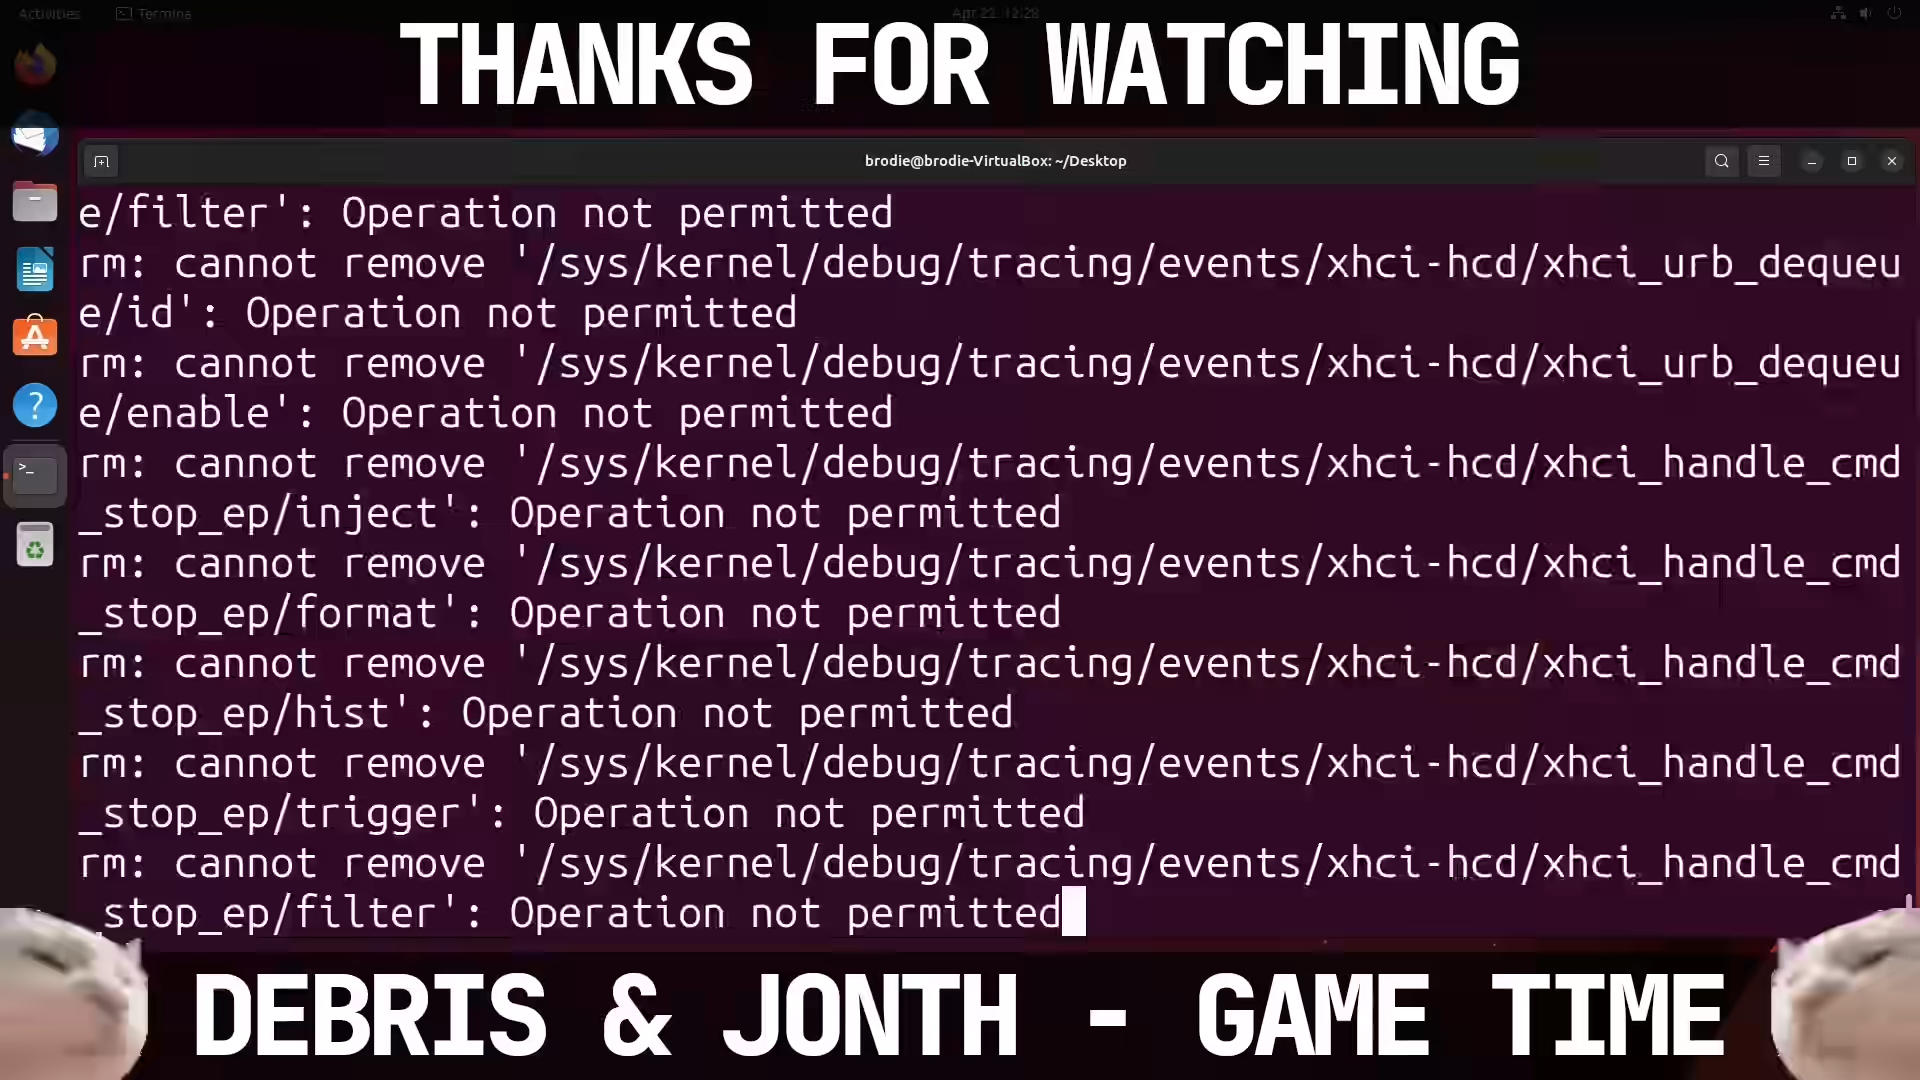 Activities Termina Apr 22 12:28
THANKS FOR WATCHING
brodie@brodie-VirtualBox: ~/Desktop
e/filter': Operation not permitted
rm: cannot remove '/sys/kernel/debug/tracing/events/xhci-hcd/xhci_urb_dequeu
e/id': Operation not permitted
rm: cannot remove '/sys/kernel/debug/tracing/events/xhci-hcd/xhci_urb_dequeu
e/enable': Operation not permitted
rm: cannot remove '/sys/kernel/debug/tracing/events/xhci-hcd/xhci_handle_cmd
_stop_ep/inject': Operation not permitted
rm: cannot remove '/sys/kernel/debug/tracing/events/xhci-hcd/xhci_handle_cmd
_stop_ep/format': Operation not permitted
rm: cannot remove '/sys/kernel/debug/tracing/events/xhci-hcd/xhci_handle_cmd
_stop_ep/hist': Operation not permitted
rm: cannot remove '/sys/kernel/debug/tracing/events/xhci-hcd/xhci_handle_cmd
_stop_ep/trigger': Operation not permitted
rm: cannot remove '/sys/kernel/debug/tracing/events/xhci-hcd/xhci_handle_cmd
_stop_ep/filter': Operation not permitted
DEBRIS & JONTH - GAME TIME